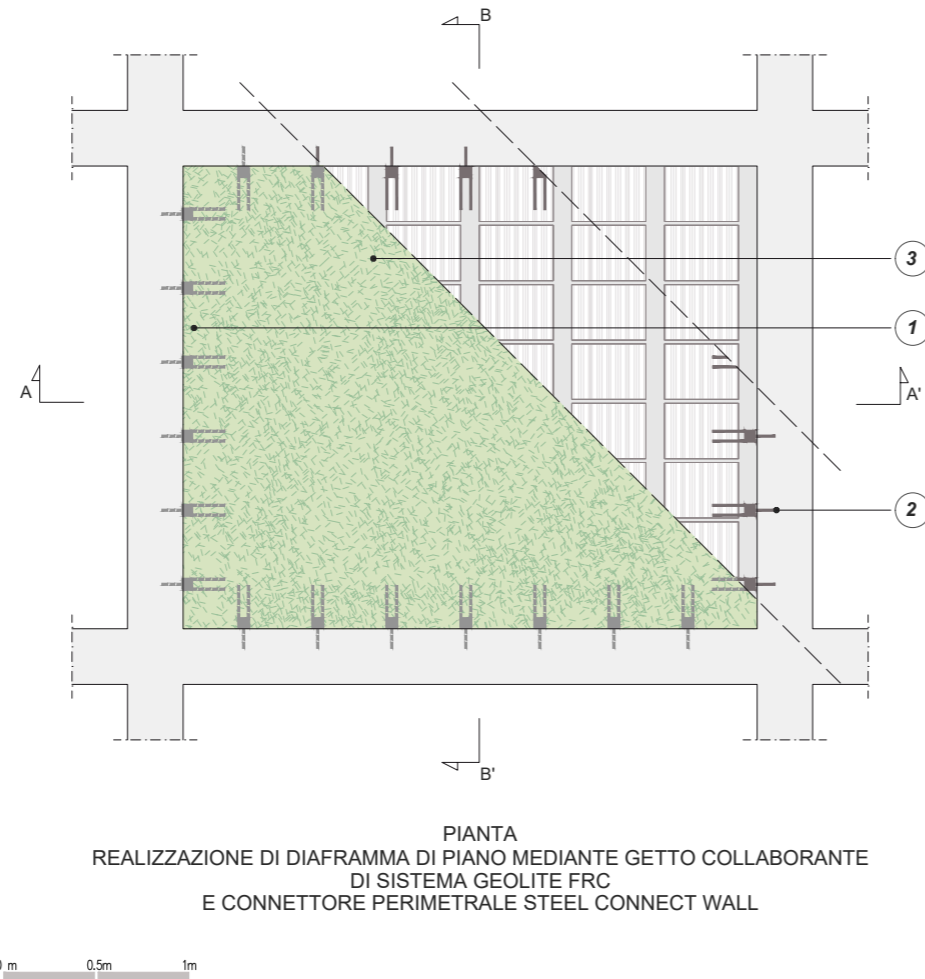 B
3
1
A
A'
2
B'
PIANTA
REALIZZAZIONE DI DIAFRAMMA DI PIANO MEDIANTE GETTO COLLABORANTE
DI SISTEMA GEOLITE FRC
E CONNETTORE PERIMETRALE STEEL CONNECT WALL
0 m 0.5m 1m